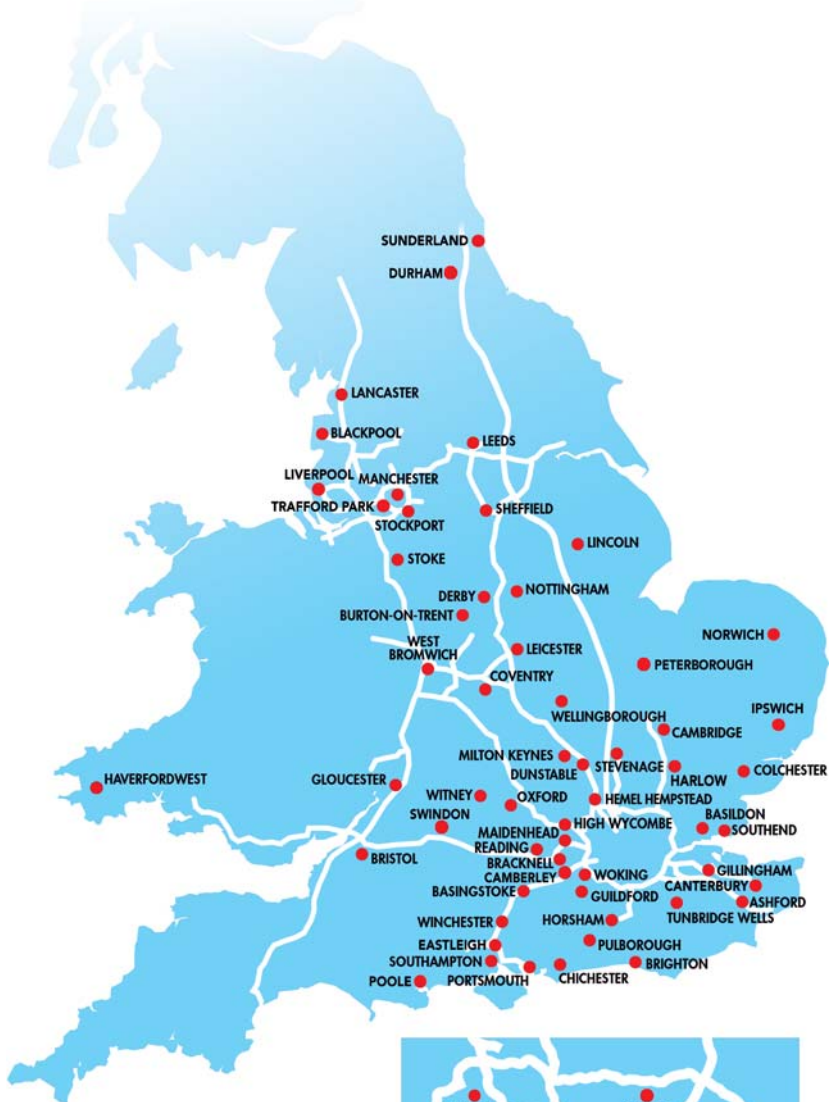 SUNDERLAND
DURHAM
LANCASTER
BLACKPOOL
LEEDS
LIVERPOOL
MANCHESTER
TRAFFORD PARK
STOCKPORT
SHEFFIELD
LINCOLN
STOKE
DERBY
NOTTINGHAM
BURTON-ON-TRENT
NORWICH
WEST
BROMWICH
LEICESTER
PETERBOROUGH
COVENTRY
WELLINGBOROUGH
IPSWICH
CAMBRIDGE
MILTON KEYNES
DUNSTABLE
STEVENAGE
HARLOW
COLCHESTER
HAVERFORDWEST
GLOUCESTER
WITNEY
OXFORD
HEMEL HEMPSTEAD
SWINDON
HIGH WYCOMBE
BASILDON
SOUTHEND
MAIDENHEAD
READING
BRISTOL
BRACKNELL
CAMBERLEY
WOKING
GILLINGHAM
CANTERBURY
BASINGSTOKE
GUILDFORD
ASHFORD
TUNBRIDGE WELLS
WINCHESTER
HORSHAM
EASTLEIGH
PULBOROUGH
SOUTHAMPTON
BRIGHTON
POOLE
PORTSMOUTH
CHICHESTER